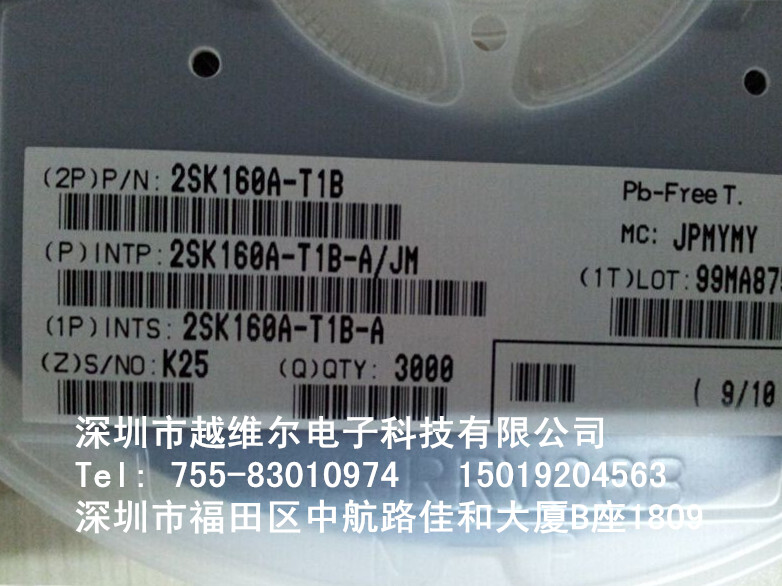 (2P)P/N: 2SK160A-T1B
Pb-Free T.
(P)INTP: 2SK160A-T1B-A/JM
MC: JPMYMY
(1T)LOT: 99MA875
(1P)INTS: 2SK160A-T1B-A
(Z)S/NO: K25 (Q)QTY: 3000
( 9/10
深圳市越维尔电子科技有限公司
Tel: 755-83010974 15019204563
深圳市福田区中航路佳和大厦B座1809